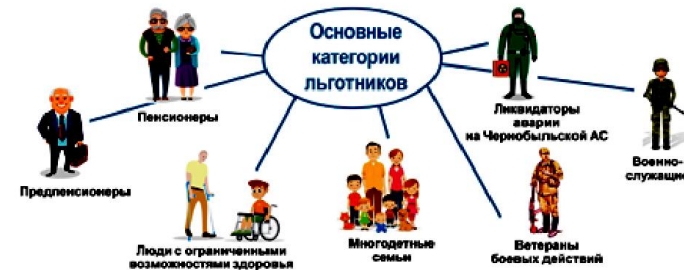 Основные
категории
льготников
Пенсионеры
Предпенсионеры
Люди с ограниченными
возможностями здоровья
Многодетные
семьи
Ветераны
боевых действий
Ликвидаторы
аварии
на Чернобыльской АС
Военно-
служащие